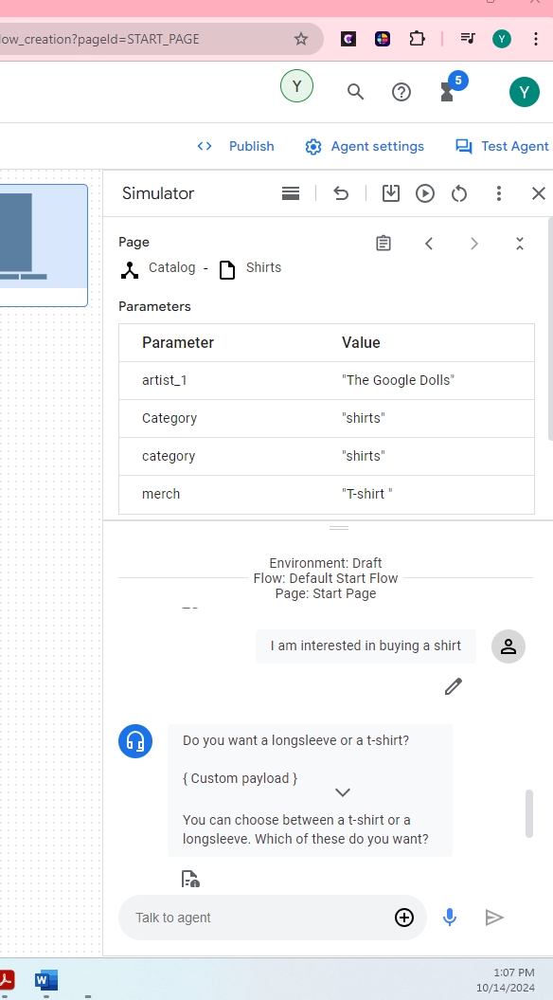 low_creation?pageId=START_PAGE
Y
Y
5
Y
Publish
Agent settings
Test Agent
Simulator
Page
Catalog - Shirts
Parameters
Parameter Value
artist_1 "The Google Dolls"
Category "shirts"
category "shirts"
merch "T-shirt "
Environment: Draft
Flow: Default Start Flow
Page: Start Page
I am interested in buying a shirt
Do you want a longsleeve or a t-shirt?
{ Custom payload }
You can choose between a t-shirt or a
longsleeve. Which of these do you want?
Talk to agent
W
1:07 PM
10/14/2024